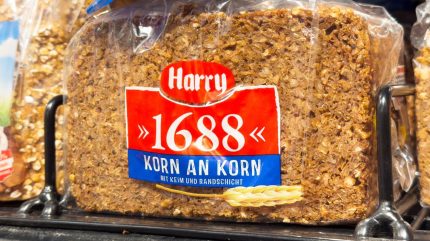 Harry
»1688«
KORN AN KORN
MIT KEIM UND RANDSCHICHT